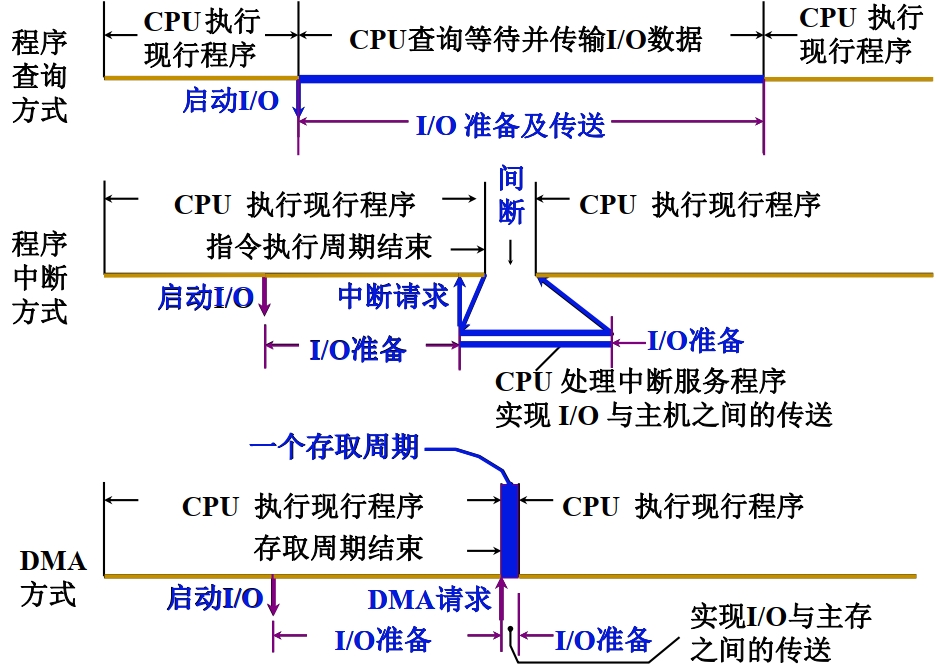 程序
查询
方式
CPU 执行
现行程序
CPU查询等待并传输I/O数据
CPU 执行
现行程序
启动I/O
I/O 准备及传送
程序
中断
方式
CPU 执行现行程序
间
断
CPU 执行现行程序
指令执行周期结束
启动I/O
中断请求
I/O准备
I/O准备
CPU 处理中断服务程序
实现 I/O 与主机之间的传送
一个存取周期
DMA
方式
CPU 执行现行程序
CPU 执行现行程序
存取周期结束
启动I/O
DMA请求
I/O准备
I/O准备
实现I/O与主存
之间的传送